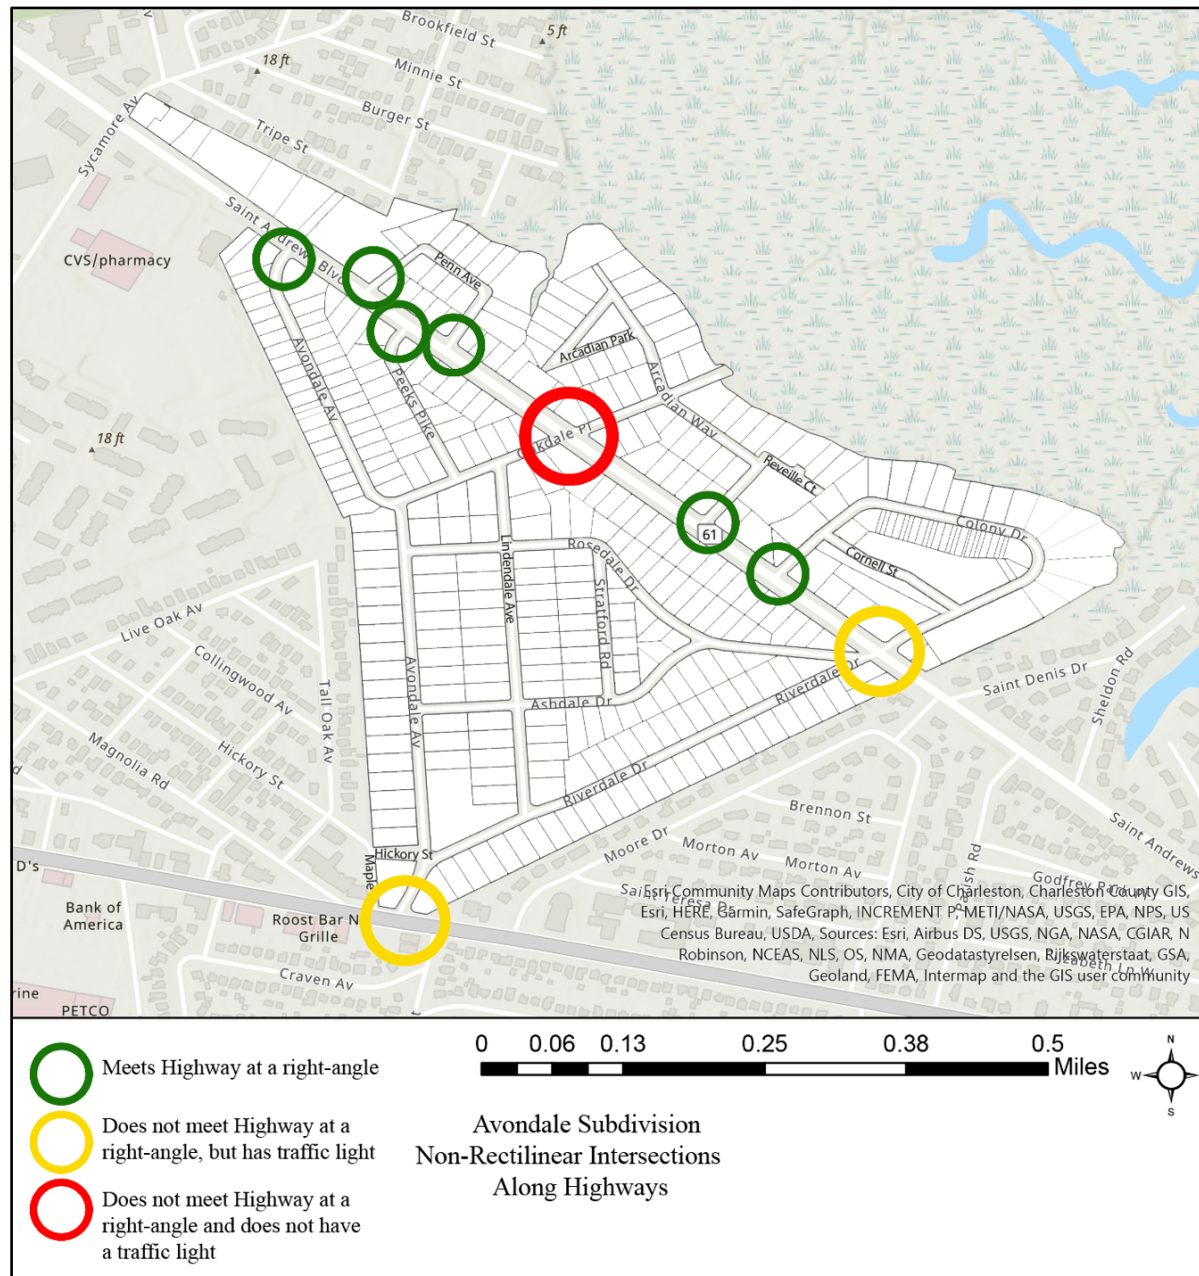 Brookfield St
5 ft
18 ft
Minnie St
Burger St
Tripe St
Sycamore Av
Saint Andrews Blvd
CVS/pharmacy
Penn Ave
Arcadian Park
Avondale Av
Peeks Pike
Arcadian Way
18 ft
Oakdale Pl
Reveille Ct
61
Colony Dr
Cornell St
Rosedale Dr
Lindendale Ave
Stratford Rd
Live Oak Av
Collingwood Av
Tall Oak Av
Avondale Av
Riverdale Dr
Saint Denis Dr
Sheldon Rd
Ashdale Dr
Hickory St
Magnolia Rd
Riverdale Dr
Brennon St
Saint Andrews
Moore Dr
Morton Av
Morton Av
Hickory St
Maple
D's
Bank of
America
Roost Bar N
Grille
Craven Av
PETCO
Esri Community Maps Contributors, City of Charleston, Charleston County GIS,
Esri, HERE, Garmin, SafeGraph, INCREMENT P, METI/NASA, USGS, EPA, NPS, US
Census Bureau, USDA, Sources: Esri, Airbus DS, USGS, NGA, NASA, CGIAR, N
Robinson, NCEAS, NLS, OS, NMA, Geodatastyrelsen, Rijkswaterstaat, GSA,
Geoland, FEMA, Intermap and the GIS user community
Meets Highway at a right-angle
Does not meet Highway at a
right-angle, but has traffic light
Does not meet Highway at a
right-angle and does not have
a traffic light
0 0.06 0.13 0.25 0.38 0.5
Miles
Avondale Subdivision
Non-Rectilinear Intersections
Along Highways
N
W
S